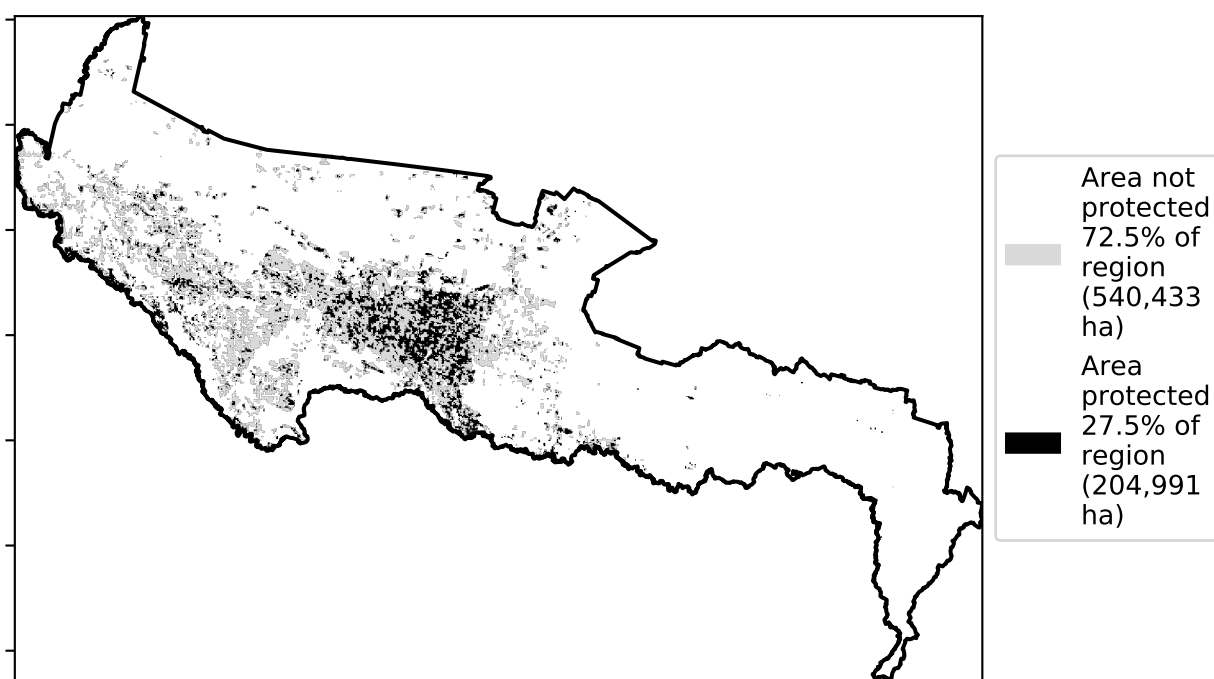 Area not
protected
72.5% of
region
(540,433
ha)
Area
protected
27.5% of
region
(204,991
ha)